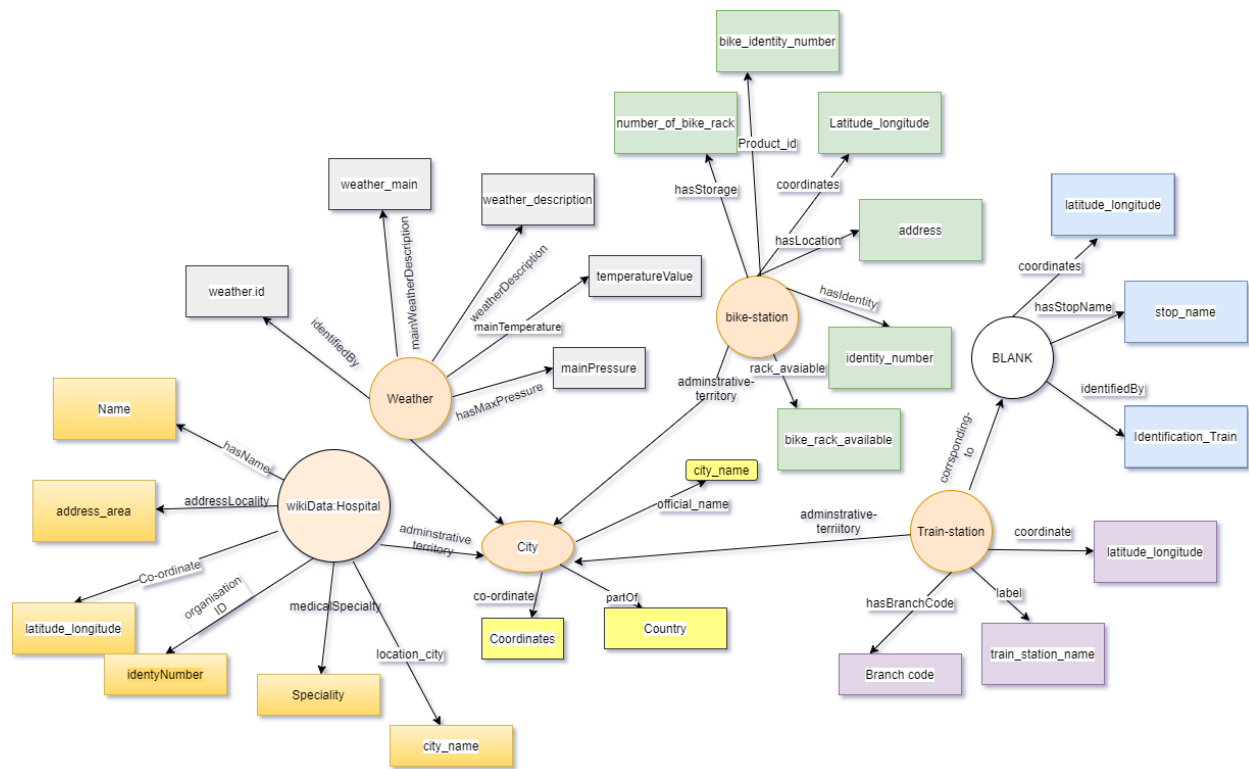 bike_identity_number
number_of_bike_rack
Latitude_longitude
Product_id
coordinates
hasStorage
hasLocation
address
hasIdentity
identity_number
bike-station
rack_avaiable
bike_rack_available
adminstrative-
territory
weather_main
weather_description
mainWeatherDescription
weatherDescription
weather.id
identifiedBy
temperatureValue
mainTemperature
mainPressure
hasMaxPressure
Weather
latitude_longitude
coordinates
hasStopName
stop_name
BLANK
identifiedBy
Identification_Train
corrsponding-
to
Name
hasName
address_area
addressLocality
wikiData:Hospital
Co-ordinate
latitude_longitude
organisation
ID
identyNumber
medicalSpecialty
Speciality
location_city
city_name
adminstrative
territory
City
city_name
official_name
co-ordinate
Coordinates
partOf
Country
adminstrative-
terriitory
Train-station
coordinate
latitude_longitude
hasBranchCode
Branch code
label
train_station_name